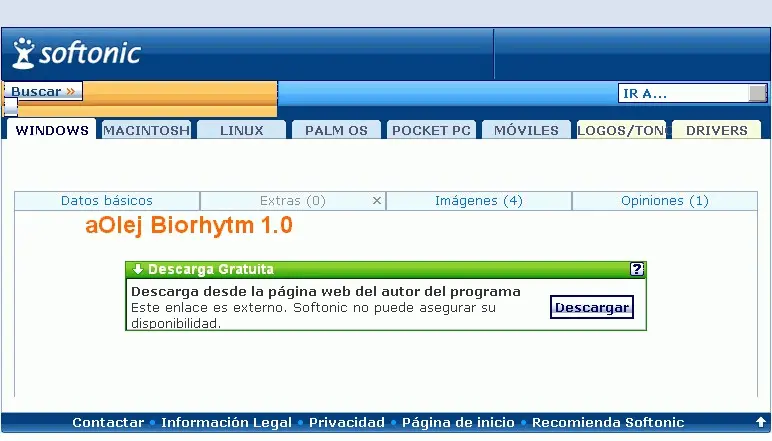 softonic
Buscar »
IR A...
WINDOWS MACINTOSH LINUX PALM OS POCKET PC MÓVILES LOGOS/TON DRIVERS
Datos básicos Extras (0) × Imágenes (4) Opiniones (1)
aOlej Biorhytm 1.0
Descarga Gratuita ?
Descarga desde la página web del autor del programa
Este enlace es externo. Softonic no puede asegurar su
disponibilidad.
Descargar
Contactar • Información Legal • Privacidad • Página de inicio • Recomienda Softonic